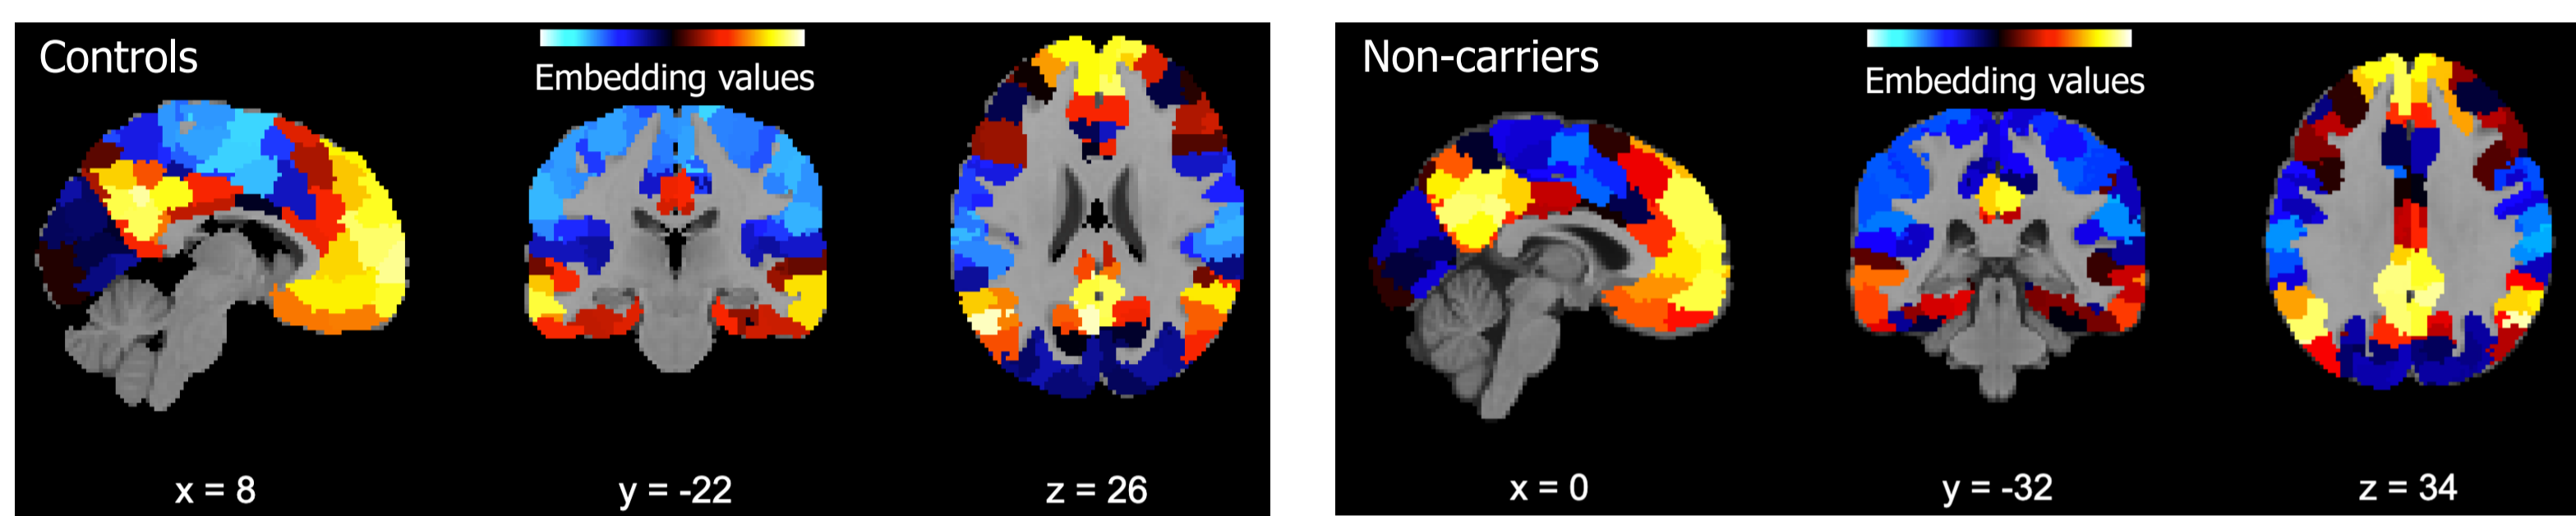 Controls
Embedding values
x = 8
y = -22
z = 26
Non-carriers
Embedding values
x = 0
y = -32
z = 34